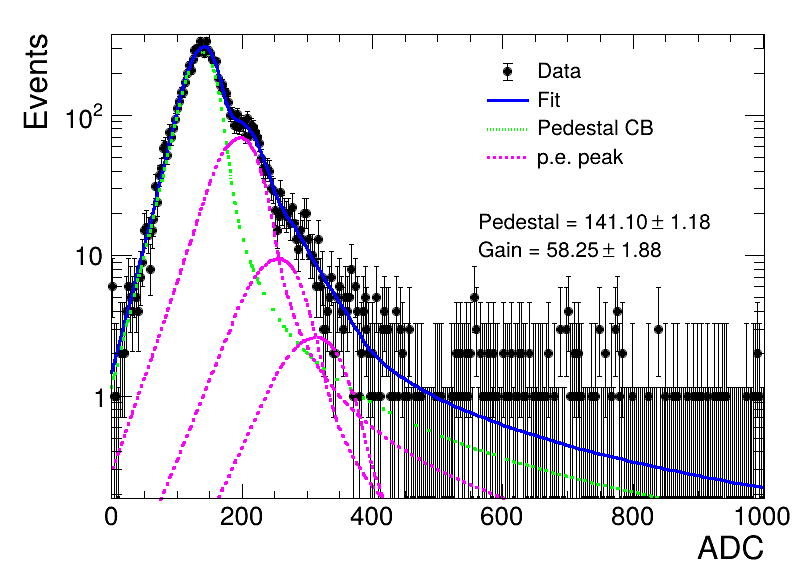 Events
10²
10
1
Data
Fit
Pedestal CB
p.e. peak
Pedestal = 141.10 ± 1.18
Gain = 58.25 ± 1.88
0 200 400 600 800 1000
ADC